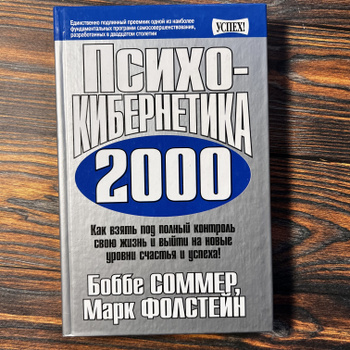 Единственно подлинный преемник одной из наиболее
фундаментальных программ самосовершенствования,
разработанных в двадцатом столетии
УСПЕХ!
ПСИХО-
КИБЕРНЕТИКА
2000
Как взять под полный контроль
свою жизнь и выйти на новые
уровни счастья и успеха!
Боббе СОММЕР,
Марк ФОЛСТЕЙН